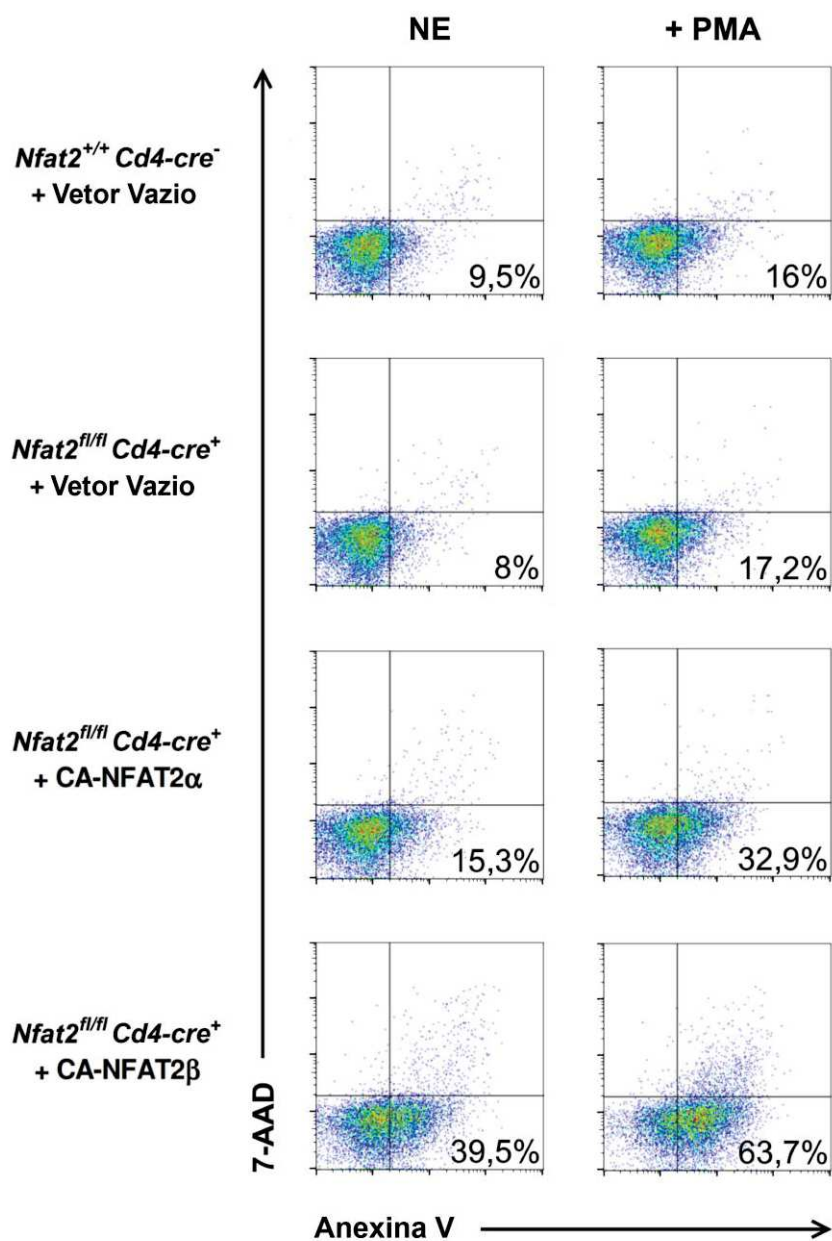 NE + PMA
Nfat2+/+ Cd4-cre-
+ Vetor Vazio
9,5% 16%
Nfat2fl/fl Cd4-cre+
+ Vetor Vazio
8% 17,2%
Nfat2fl/fl Cd4-cre+
+ CA-NFAT2α
15,3% 32,9%
Nfat2fl/fl Cd4-cre+
+ CA-NFAT2β
39,5% 63,7%
7-AAD
Anexina V